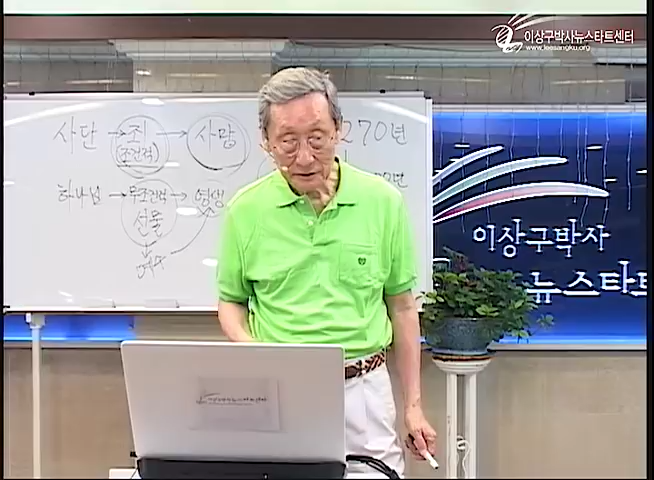 이상구박사뉴스타트센터
www.leesangku.org
사단 → 죄 → 사망
(조건적)
270년
하나님 → 무조건적 → 영생
선물
예수
이상구박사
뉴스타트